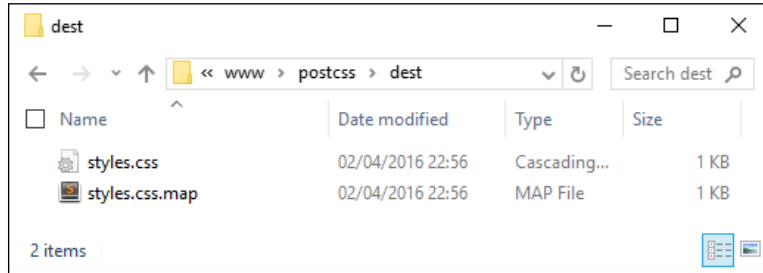 dest
« www > postcss > dest
Search dest
Name Date modified Type Size
styles.css 02/04/2016 22:56 Cascading... 1 KB
styles.css.map 02/04/2016 22:56 MAP File 1 KB
2 items